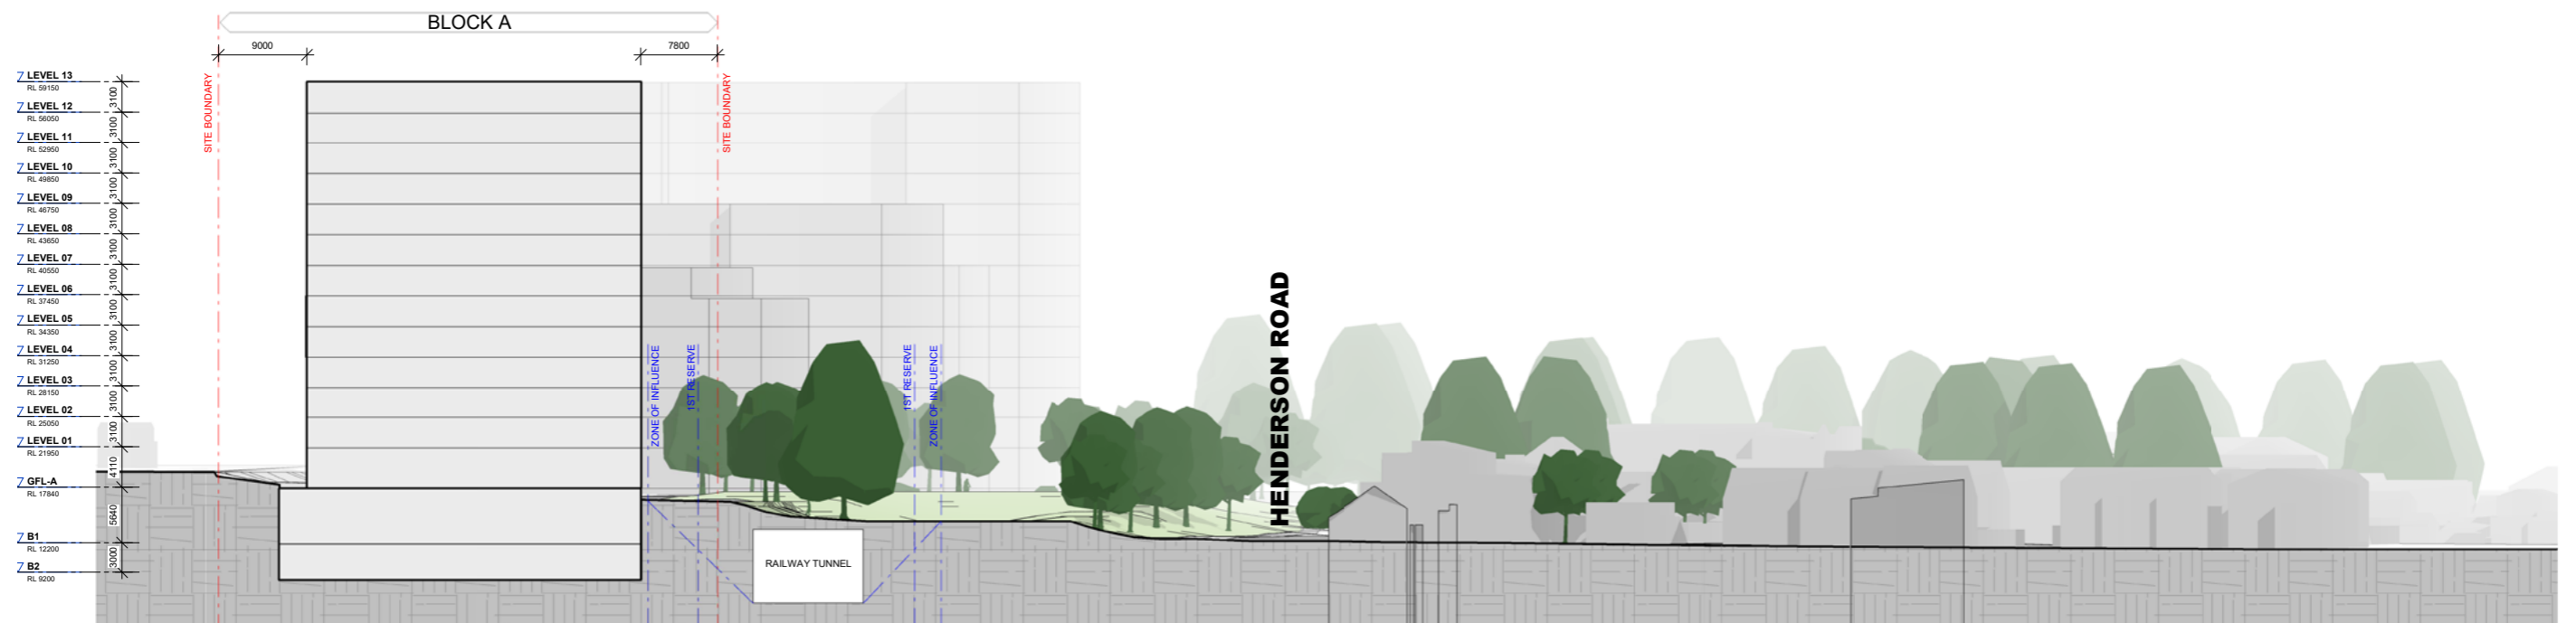 BLOCK A
9000
7800
LEVEL 13
RL 59150
3100
LEVEL 12
RL 56050
3100
LEVEL 11
RL 52950
3100
LEVEL 10
RL 49850
3100
LEVEL 09
RL 46750
3100
LEVEL 08
RL 43650
3100
LEVEL 07
RL 40550
3100
LEVEL 06
RL 37450
3100
LEVEL 05
RL 34350
3100
LEVEL 04
RL 31250
3100
LEVEL 03
RL 28150
3100
LEVEL 02
RL 25050
3100
LEVEL 01
RL 21950
4110
GFL-A
RL 17840
5640
B1
RL 12200
3000
B2
RL 9200
SITE BOUNDARY
SITE BOUNDARY
ZONE OF INFLUENCE
1ST RESERVE
1ST RESERVE
ZONE OF INFLUENCE
HENDERSON ROAD
RAILWAY TUNNEL